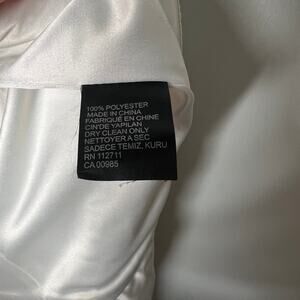 100% POLYESTER
MADE IN CHINA
FABRIQUÉ EN CHINE
CIN'DE YAPILAN
DRY CLEAN ONLY
NETTOYER A SEC
SADECE TEMIZ, KURU
RN 112711
CA 00985